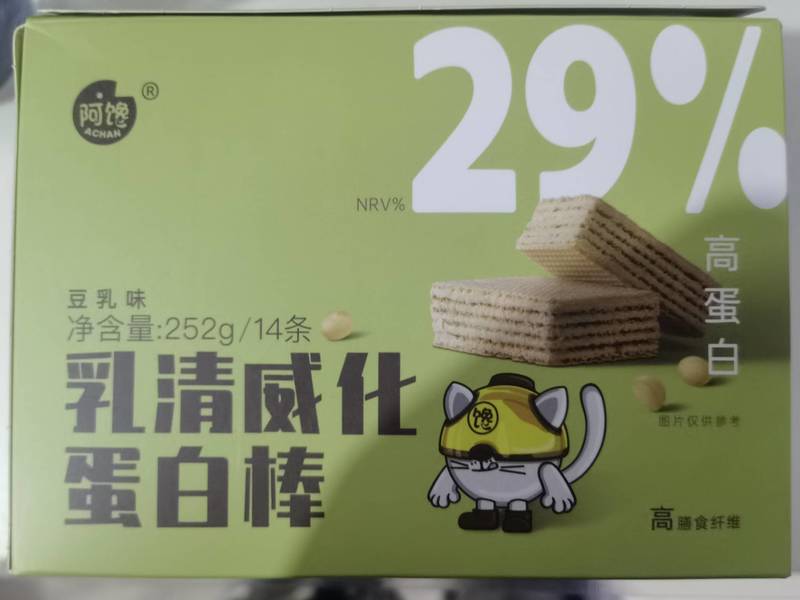 29%
阿馋®
ACHAN
NRV%
高蛋白
豆乳味
净含量:252g/14条
乳清威化
蛋白棒
馋
图片仅供参考
高膳食纤维